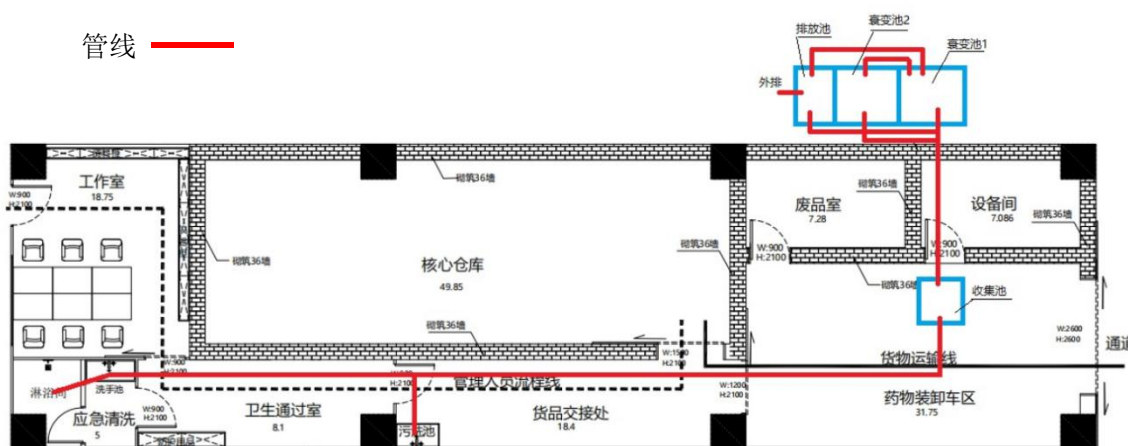 管线
排放池
衰变池2
衰变池1
外排
工作室
18.75
W:900
H:2100
砌筑36墙
砌筑36墙
核心仓库
49.85
砌筑36墙
砌筑36墙
废品室
7.28
砌筑36墙
设备间
7.086
砌筑36墙
W:900
H:2100
W:900
H:2100
砌筑36墙
收集池
W:2600
H:2600
通道
货物运输线
W:900
H:2100
H:2100
W:1500
H:2100
管理人员流程线
淋浴间
洗手池
应急清洗
5
W:900
H:2100
卫生通过室
8.1
污洗池
货品交接处
18.4
W:1200
H:2100
药物装卸车区
31.75